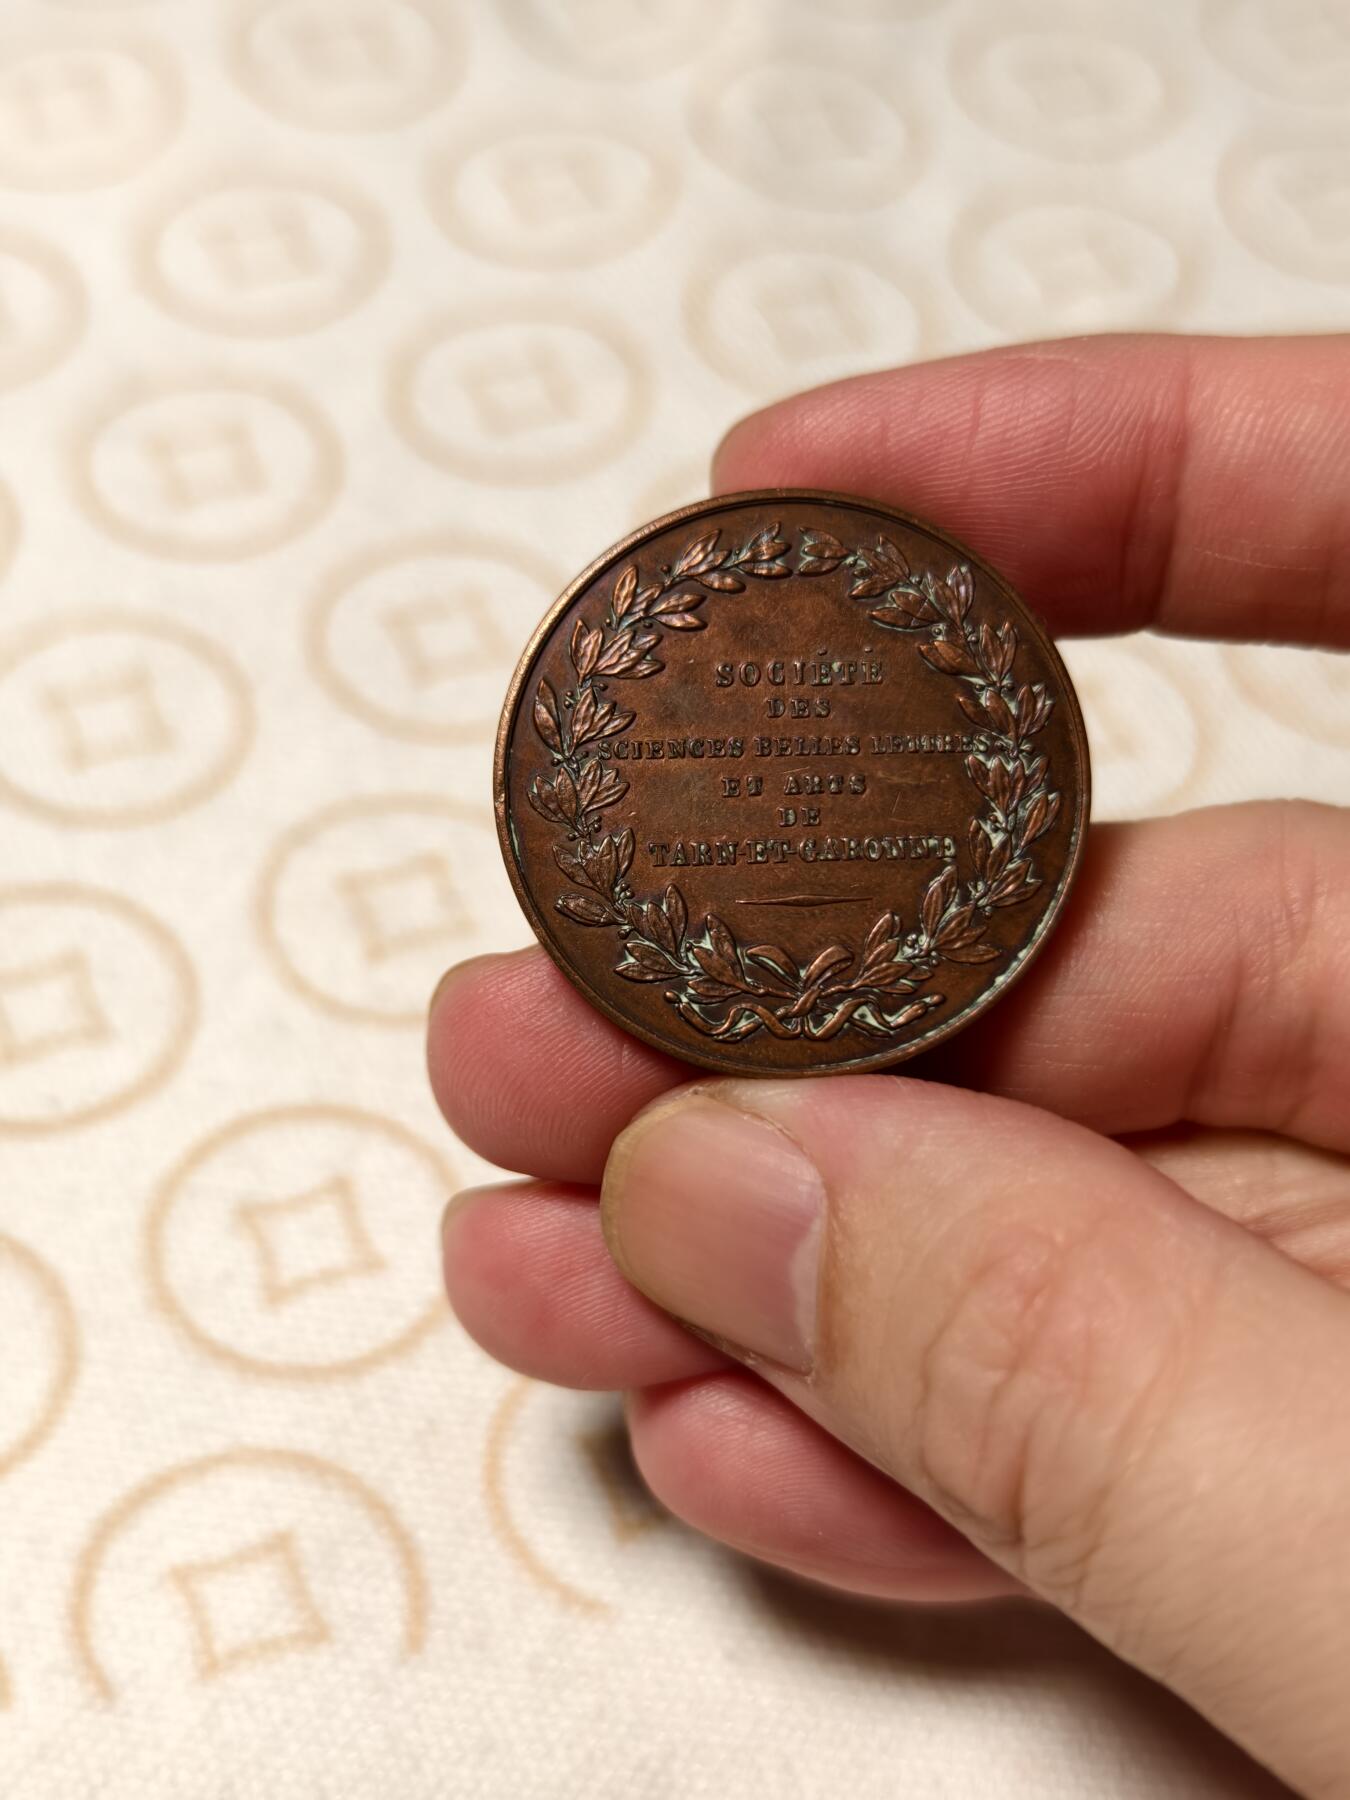 SOCIÉTÉ
DES
SCIENCES BELLES LETTRES
ET ARTS
DE
TARN-ET-GARONNE